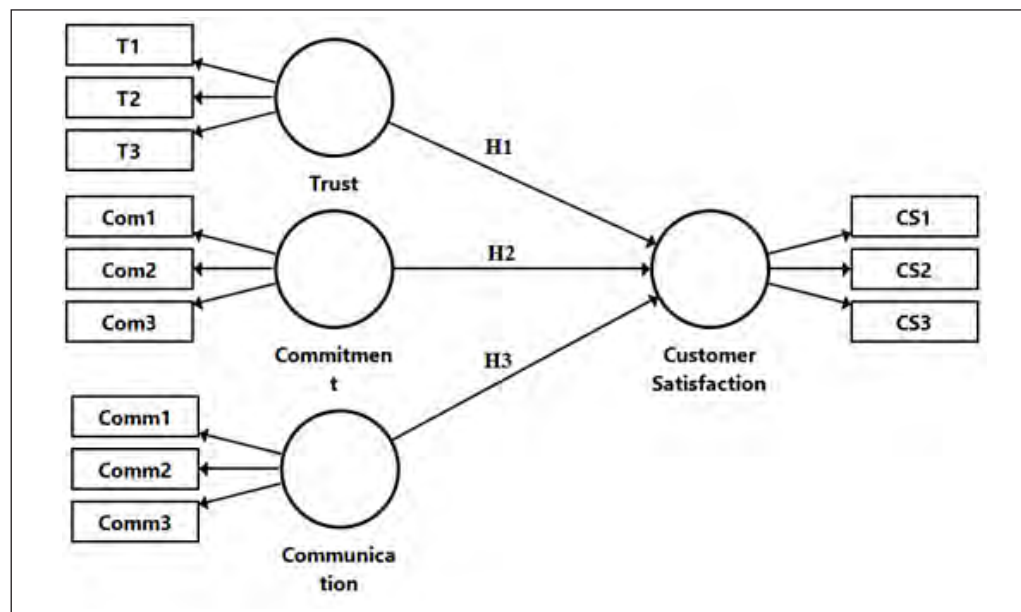 T1
T2
T3
Trust
H1
Com1
Com2
Com3
Commitmen
t
H2
Comm1
Comm2
Comm3
Communica
tion
H3
Customer
Satisfaction
CS1
CS2
CS3